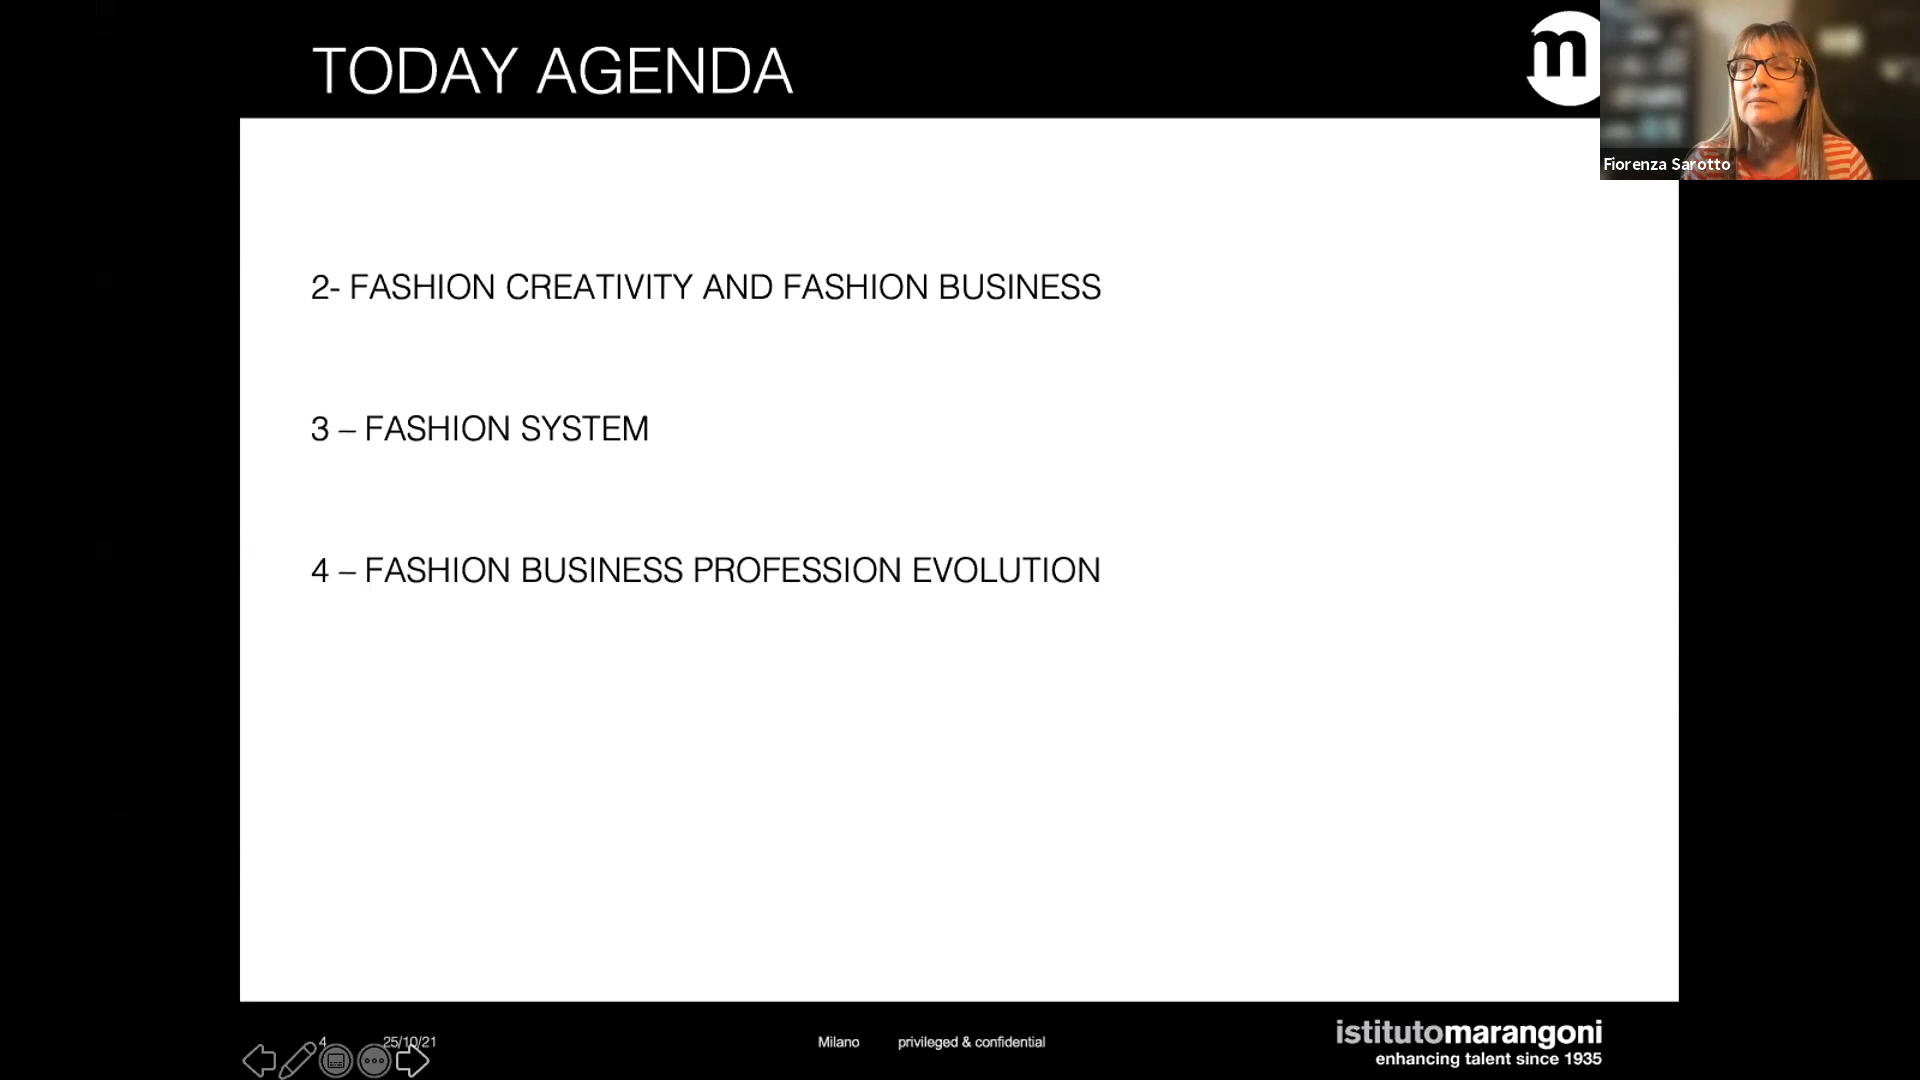 TODAY AGENDA
m
Fiorenza Sarotto
2- FASHION CREATIVITY AND FASHION BUSINESS
3 – FASHION SYSTEM
4 – FASHION BUSINESS PROFESSION EVOLUTION
4 25/10/21 Milano privileged & confidential
istitutomarangoni
enhancing talent since 1935